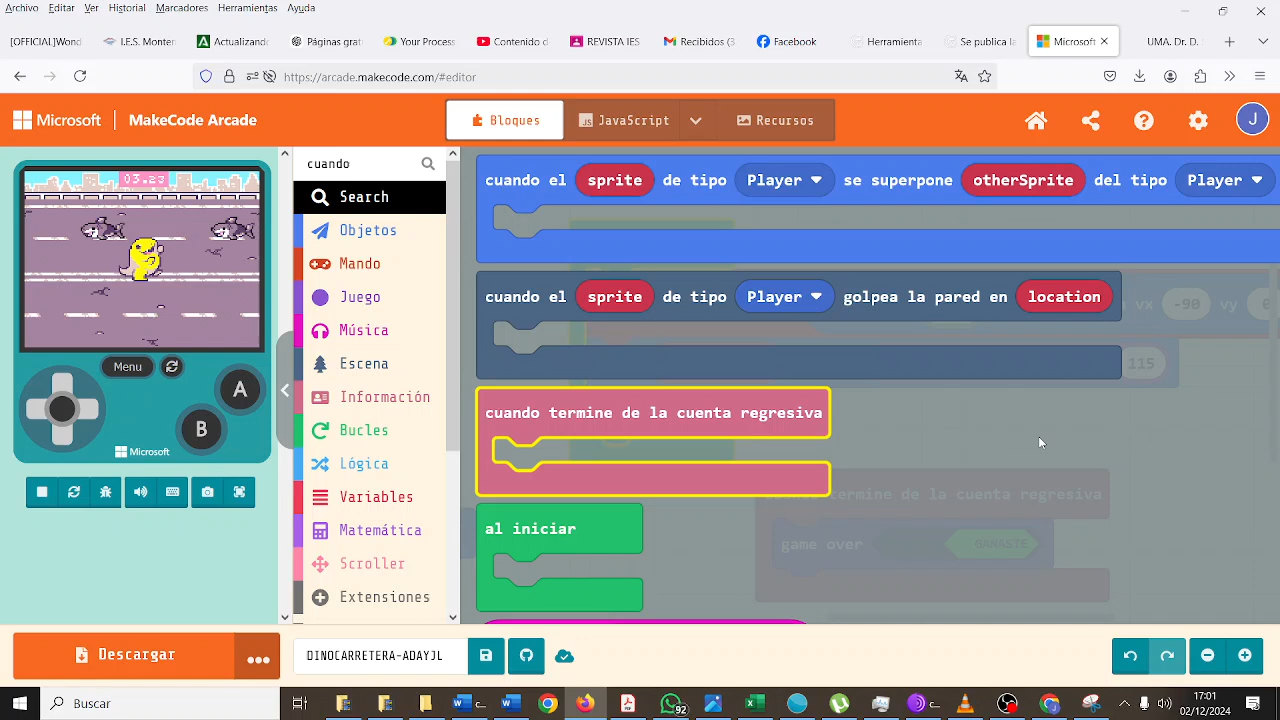 Archivo Editar Ver Historial Marcadores Herramientas Ayuda
[OFFICIAL]Wond
I.E.S. Monter
Actualizando
Página Princi
Your Process
Contenido d
REVISTA IES
Recibidos (3
Facebook
Herramienta
Se publica la
Microsoft
UMA. D
https://arcade.makecode.com/#editor
Microsoft
MakeCode Arcade
Bloques
JavaScript
Recursos
J
03.23
Menu
A
B
Microsoft
cuando
Search
Objetos
Mando
Juego
Música
Escena
Información
Bucles
Lógica
Variables
Matemática
Scroller
Extensiones
cuando el sprite de tipo Player se superpone otherSprite del tipo Player
cuando el sprite de tipo Player golpea la pared en location
vx -90 vy 0
115
cuando termine de la cuenta regresiva
termine de la cuenta regresiva
game over GANASTE
al iniciar
Descargar
...
DINOCARRETERA-ADAYJL
Buscar
92
17:01
02/12/2024